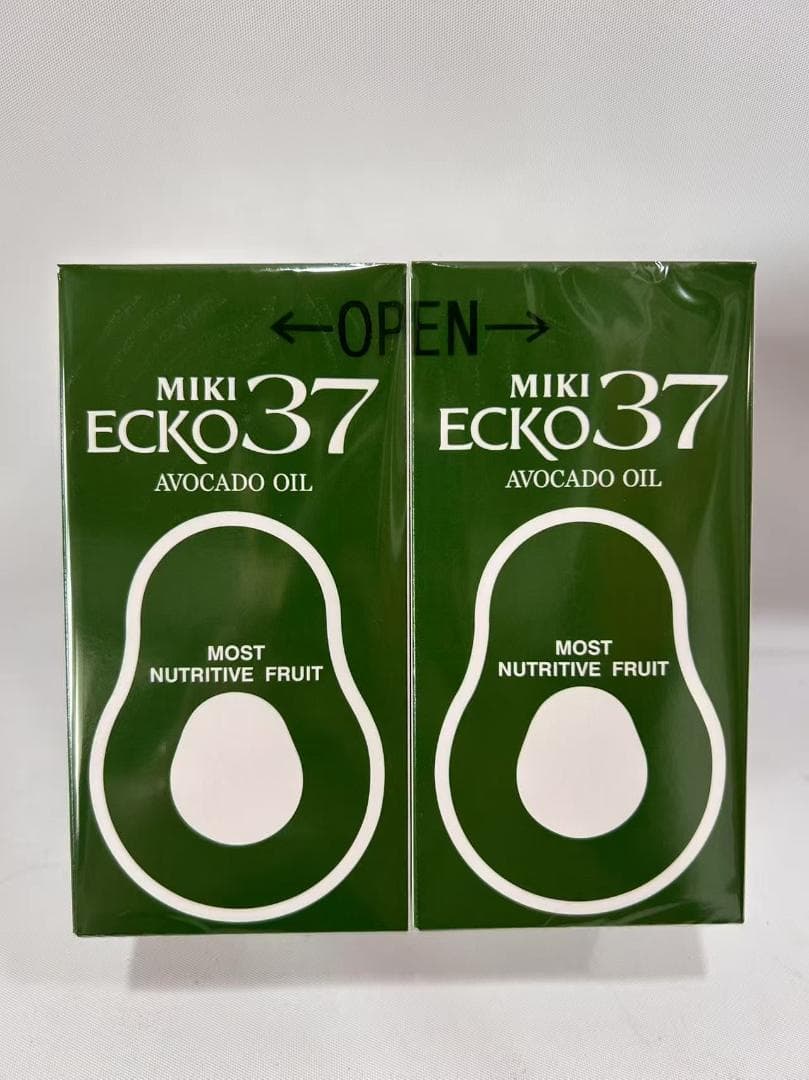 ←OPEN→
MIKI
ECKO37
AVOCADO OIL
MOST
NUTRITIVE FRUIT
MIKI
ECKO37
AVOCADO OIL
MOST
NUTRITIVE FRUIT